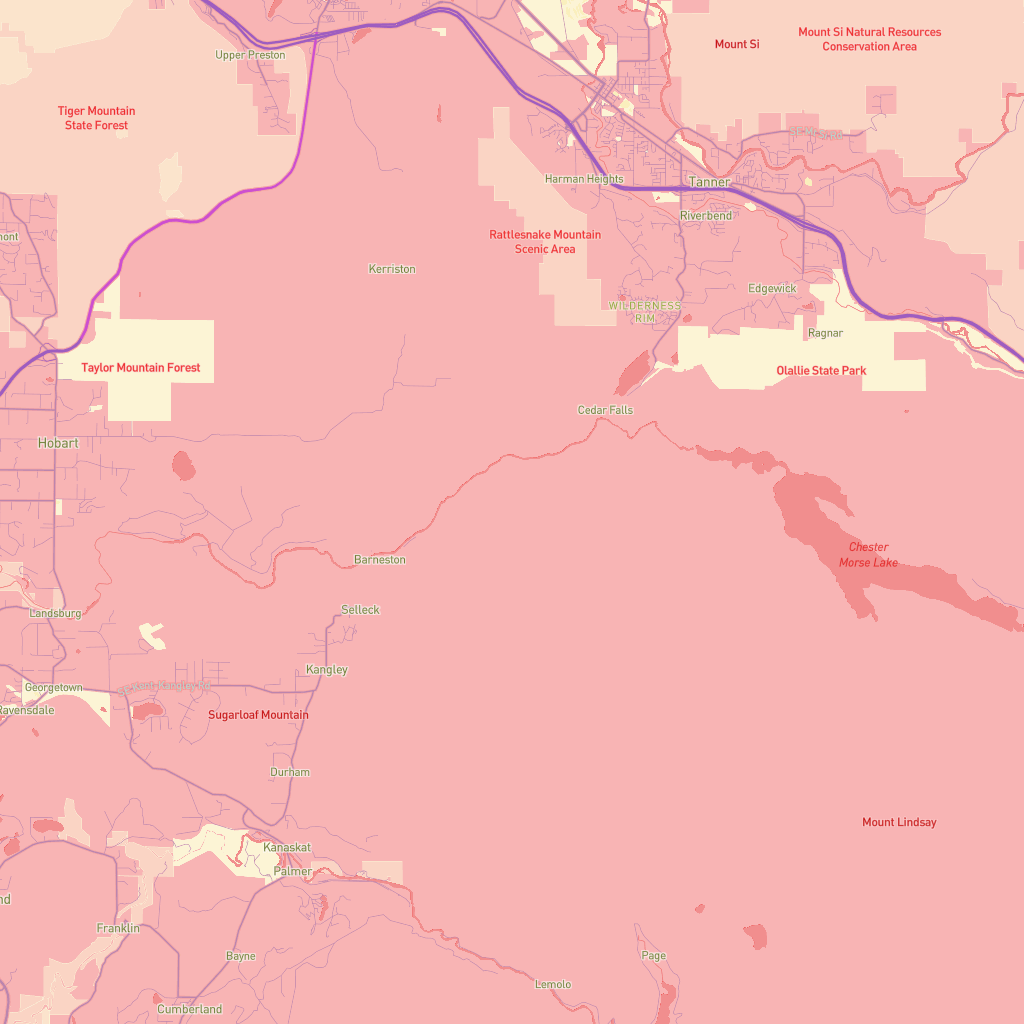 Mount Si Natural Resources
Conservation Area
Mount Si
Upper Preston
Tiger Mountain
State Forest
Harman Heights
Tanner
Riverbend
Rattlesnake Mountain
Scenic Area
Kerriston
Edgewick
WILDERNESS
RIM
Ragnar
Taylor Mountain Forest
Olallie State Park
Cedar Falls
Hobart
Chester
Morse Lake
Barneston
Selleck
Landsburg
Kangley
Georgetown
Ravensdale
Sugarloaf Mountain
Durham
Mount Lindsay
Kanaskat
Palmer
Franklin
Bayne
Page
Lemolo
Cumberland